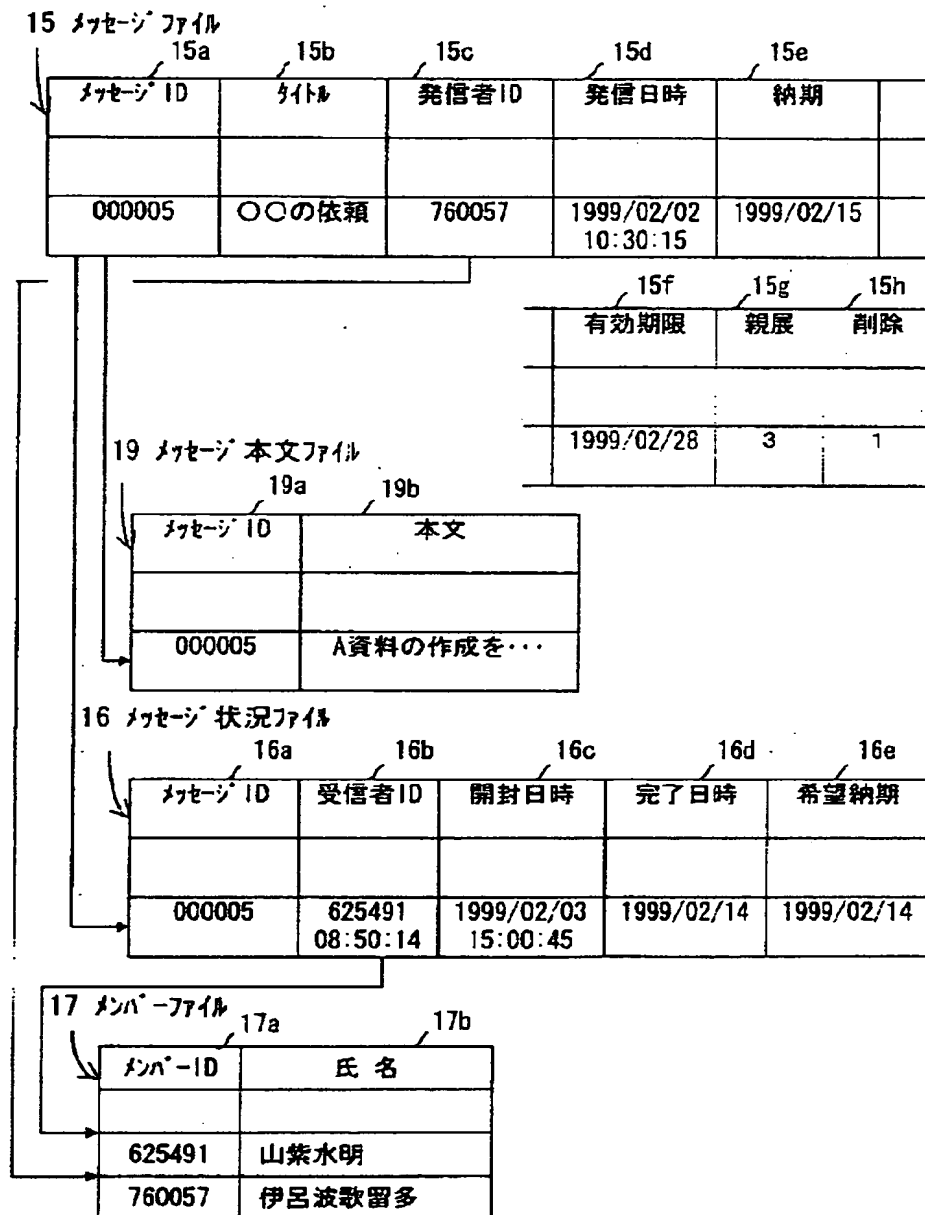 15 ﾒｯｾｰｼﾞﾌｧｲﾙ
15a 15b 15c 15d 15e
ﾒｯｾｰｼﾞID ﾀｲﾄﾙ 発信者ID 発信日時 納期
000005 〇〇の依頼 760057 1999/02/02 1999/02/15
10:30:15
15f 15g 15h
有効期限 親展 削除
1999/02/28 3 1
19 ﾒｯｾｰｼﾞ本文ﾌｧｲﾙ
19a 19b
ﾒｯｾｰｼﾞID 本文
000005 A資料の作成を・・・
16 ﾒｯｾｰｼﾞ状況ﾌｧｲﾙ
16a 16b 16c 16d 16e
ﾒｯｾｰｼﾞID 受信者ID 開封日時 完了日時 希望納期
000005 625491 1999/02/03 1999/02/14 1999/02/14
08:50:14 15:00:45
17 ﾒﾝﾊﾞｰﾌｧｲﾙ
17a 17b
ﾒﾝﾊﾞｰID 氏名
625491 山紫水明
760057 伊呂波歌留多